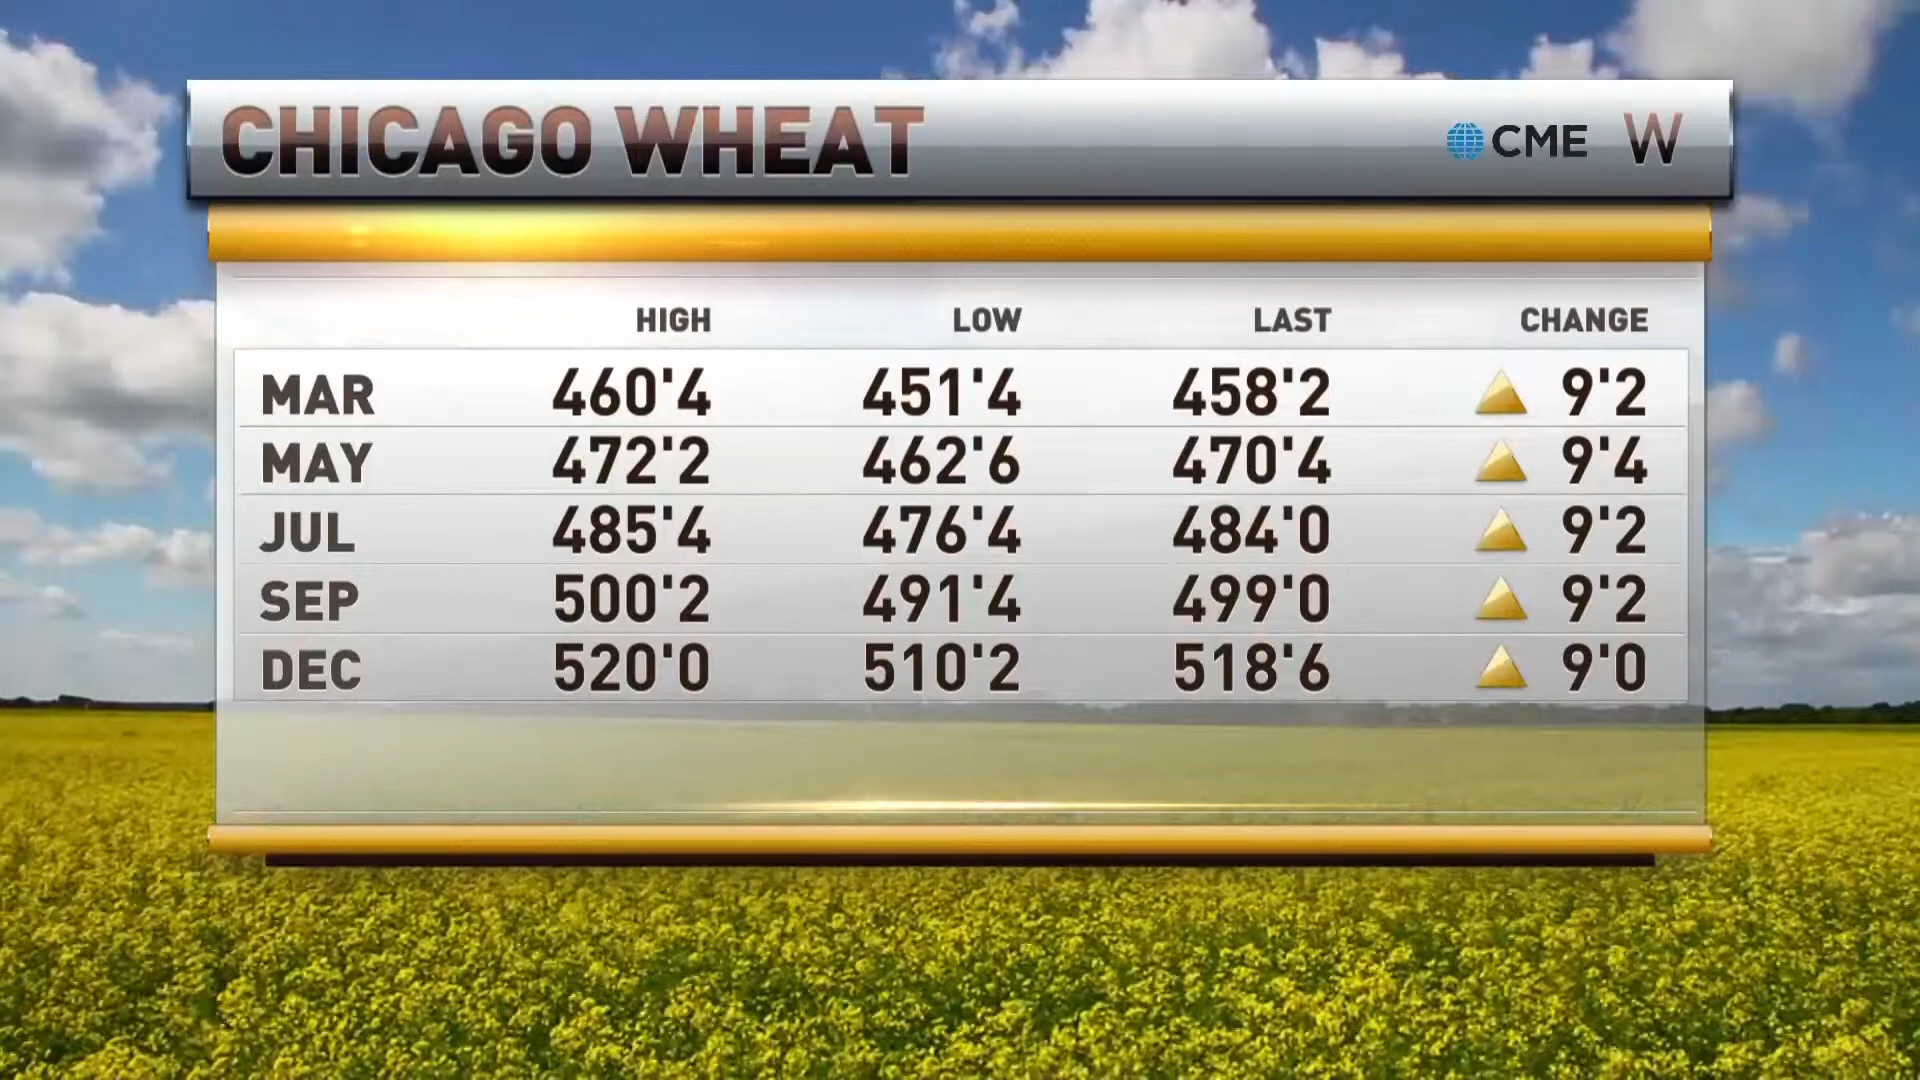 CHICAGO WHEAT CME W
HIGH LOW LAST CHANGE
MAR 460'4 451'4 458'2 9'2
MAY 472'2 462'6 470'4 9'4
JUL 485'4 476'4 484'0 9'2
SEP 500'2 491'4 499'0 9'2
DEC 520'0 510'2 518'6 9'0